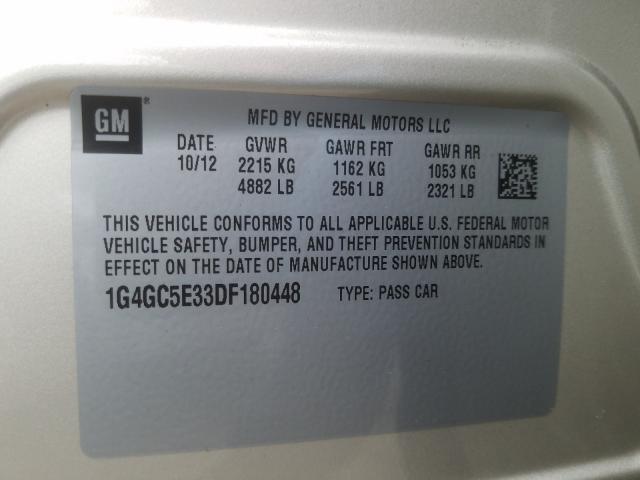 GM®
MFD BY GENERAL MOTORS LLC
DATE GVWR GAWR FRT GAWR RR
10/12 2215 KG 1162 KG 1053 KG
4882 LB 2561 LB 2321 LB
THIS VEHICLE CONFORMS TO ALL APPLICABLE U.S. FEDERAL MOTOR
VEHICLE SAFETY, BUMPER, AND THEFT PREVENTION STANDARDS IN
EFFECT ON THE DATE OF MANUFACTURE SHOWN ABOVE.
1G4GC5E33DF180448 TYPE: PASS CAR